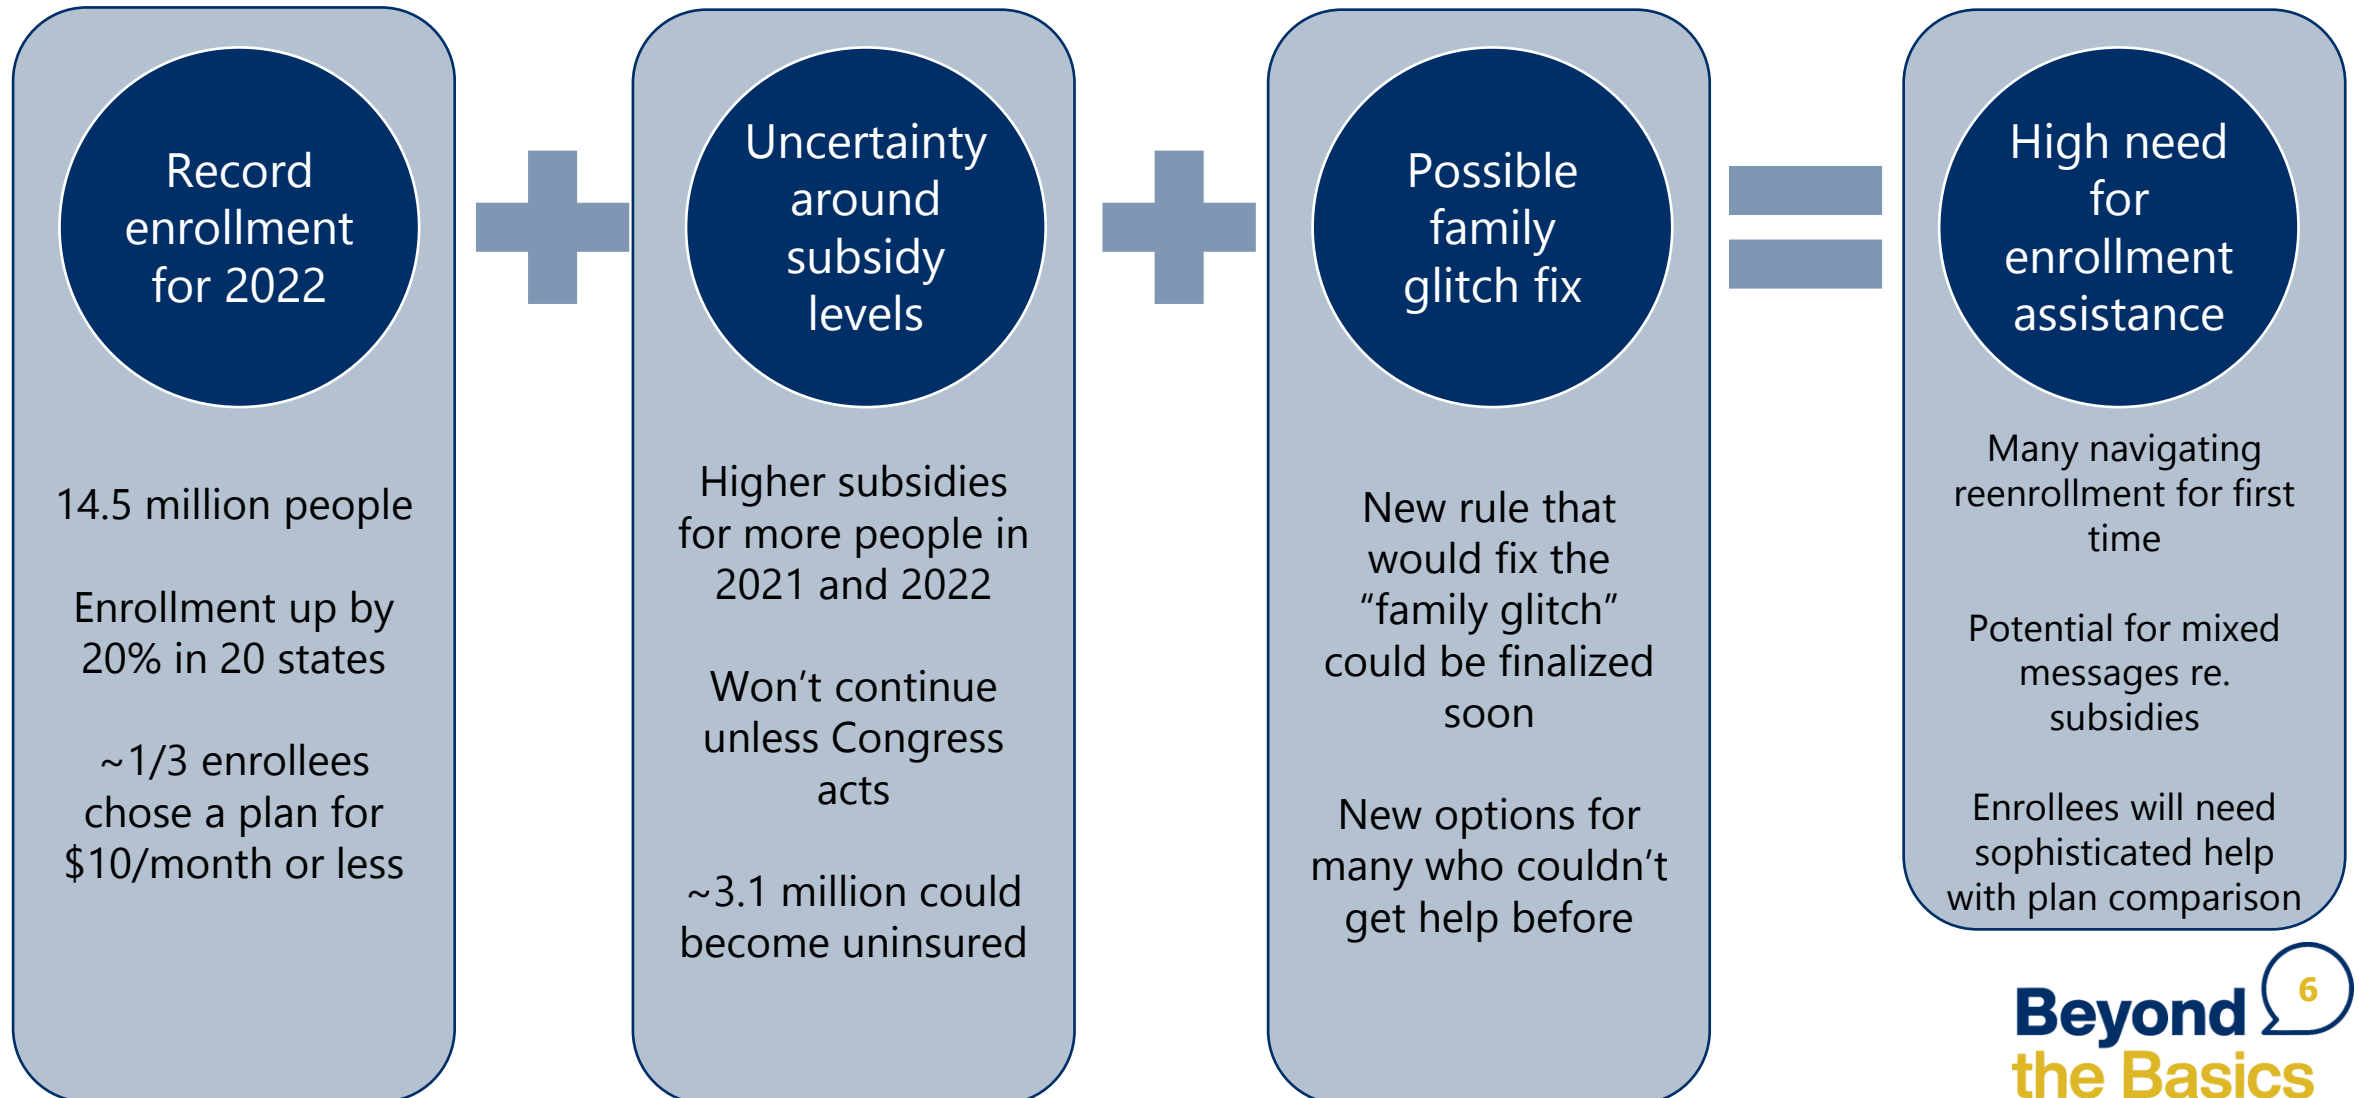 Record
enrollment
for 2022
14.5 million people
Enrollment up by
20% in 20 states
~1/3 enrollees
chose a plan for
$10/month or less
Uncertainty
around
subsidy
levels
Higher subsidies
for more people in
2021 and 2022
Won’t continue
unless Congress
acts
~3.1 million could
become uninsured
Possible
family
glitch fix
New rule that
would fix the
“family glitch”
could be finalized
soon
New options for
many who couldn’t
get help before
High need
for
enrollment
assistance
Many navigating
reenrollment for first
time
Potential for mixed
messages re.
subsidies
Enrollees will need
sophisticated help
with plan comparison
6
Beyond
the Basics